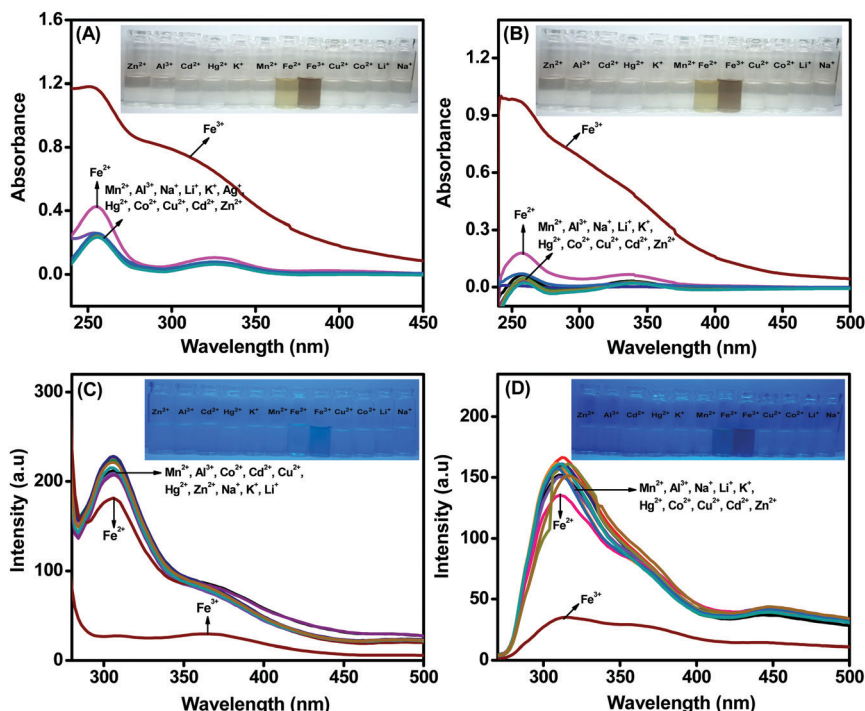 (A)
Zn2+ Al3+ Cd2+ Hg2+ K+ Mn2+ Fe2+ Fe3+ Cu2+ Co2+ Li+ Na+
1.2
Fe3+
0.8
Fe2+
Mn2+, Al3+, Na+, Li+, K+, Ag+,
Hg2+, Co2+, Cu2+, Cd2+, Zn2+
0.4
0.0
Absorbance
250 300 350 400 450
Wavelength (nm)
(B)
Zn2+ Al3+ Cd2+ Hg2+ K+ Mn2+ Fe2+ Fe3+ Cu2+ Co2+ Li+ Na+
1.2
Fe3+
0.9
0.6
Fe2+
Mn2+, Al3+, Na+, Li+, K+,
Hg2+, Co2+, Cu2+, Cd2+, Zn2+
0.3
0.0
Absorbance
250 300 350 400 450 500
Wavelength (nm)
(C)
Zn2+ Al3+ Cd2+ Hg2+ K+ Mn2+ Fe2+ Fe3+ Cu2+ Co2+ Li+ Na+
300
200
Mn2+, Al3+, Co2+, Cd2+, Cu2+,
Hg2+, Zn2+, Na+, K+, Li+
Fe2+
100
Fe3+
0
Intensity (a.u)
300 350 400 450 500
Wavelength (nm)
(D)
Zn2+ Al3+ Cd2+ Hg2+ K+ Mn2+ Fe2+ Fe3+ Cu2+ Co2+ Li+ Na+
200
150
Mn2+, Al3+, Na+, Li+, K+,
Hg2+, Co2+, Cu2+, Cd2+, Zn2+
Fe2+
100
50
Fe3+
0
Intensity (a.u)
300 350 400 450 500
Wavelength (nm)